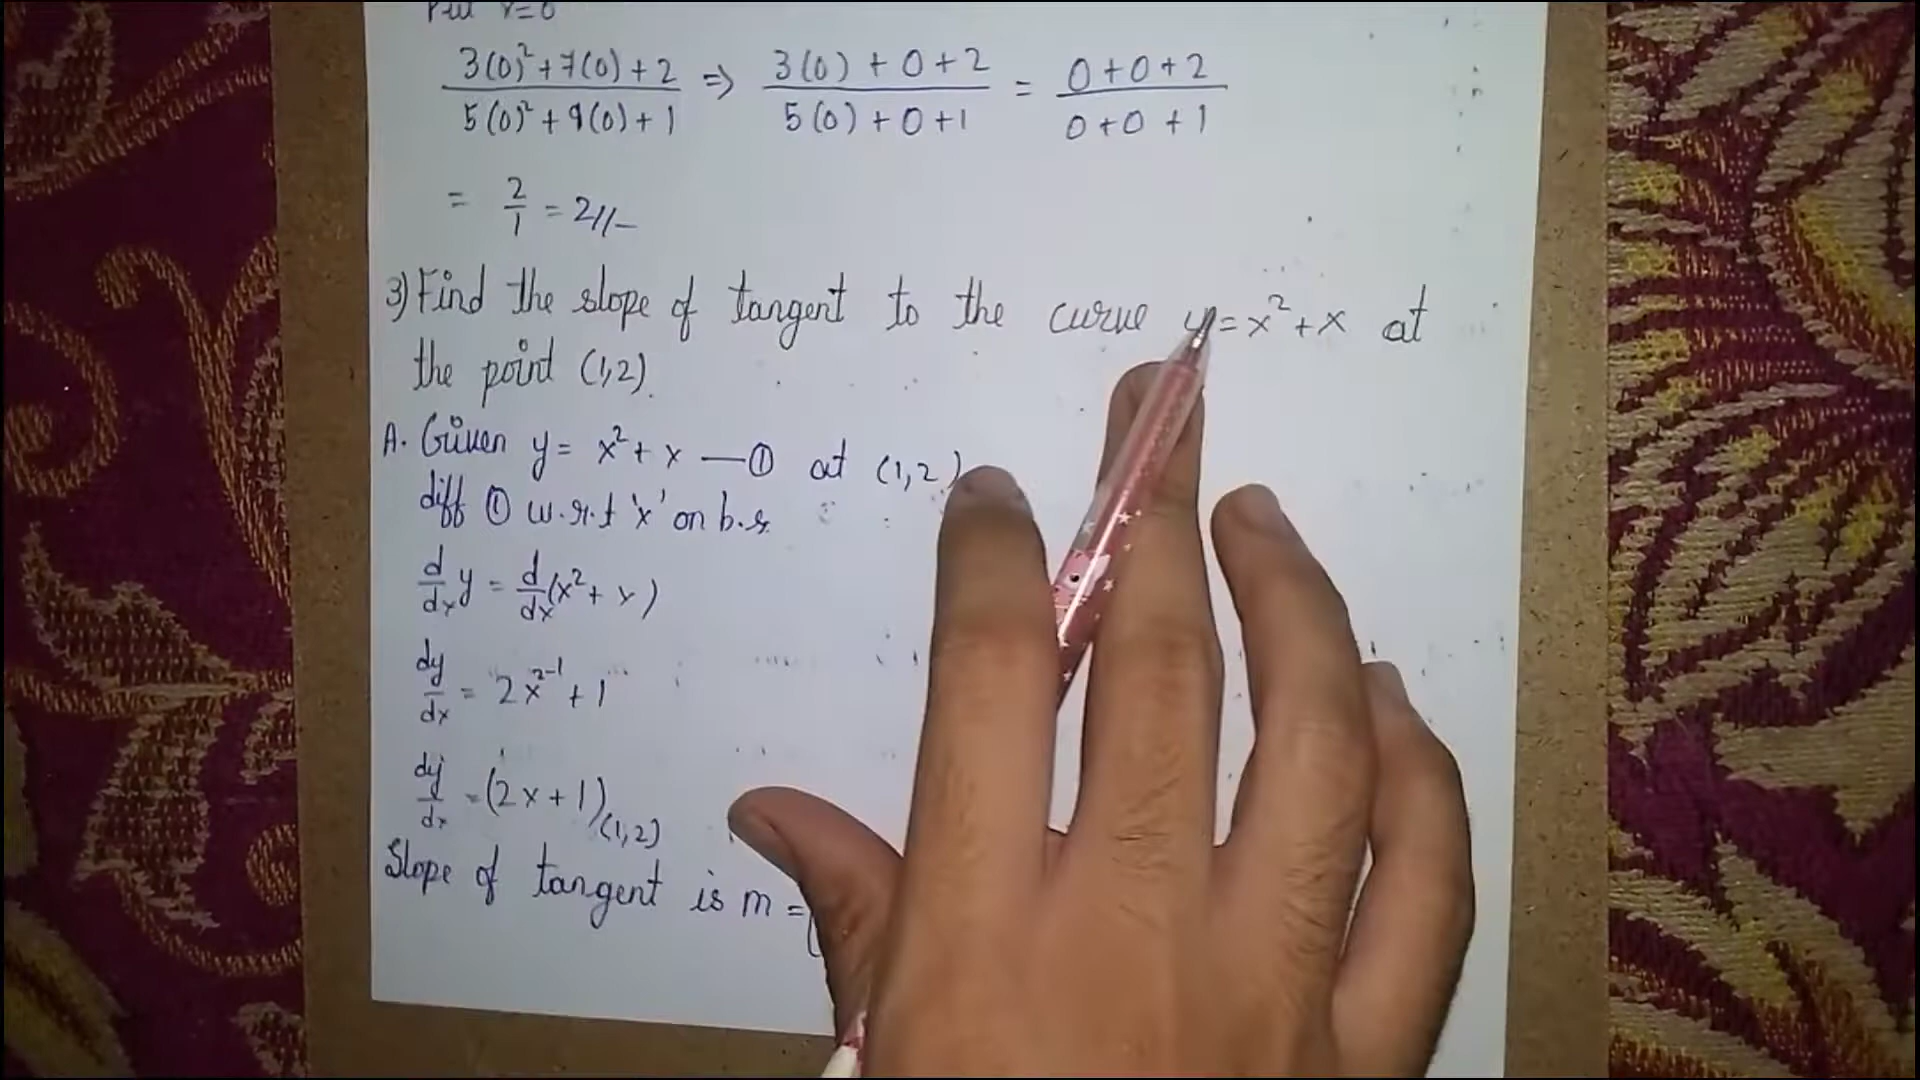 Put x=0
3(0)²+7(0)+2 / 5(0)²+9(0)+1 ⇒ 3(0)+0+2 / 5(0)+0+1 = 0+0+2 / 0+0+1
= 2/1 = 2//-
3) Find the slope of tangent to the curve y=x²+x at
the point (1,2).
A. Given y= x²+x —① at (1,2)
diff ① w.r.t 'x' on b.s.
d/dx y = d/dx (x²+x)
dy/dx = 2x²⁻¹+1
dy/dx = (2x+1)(1,2)
Slope of tangent is m =